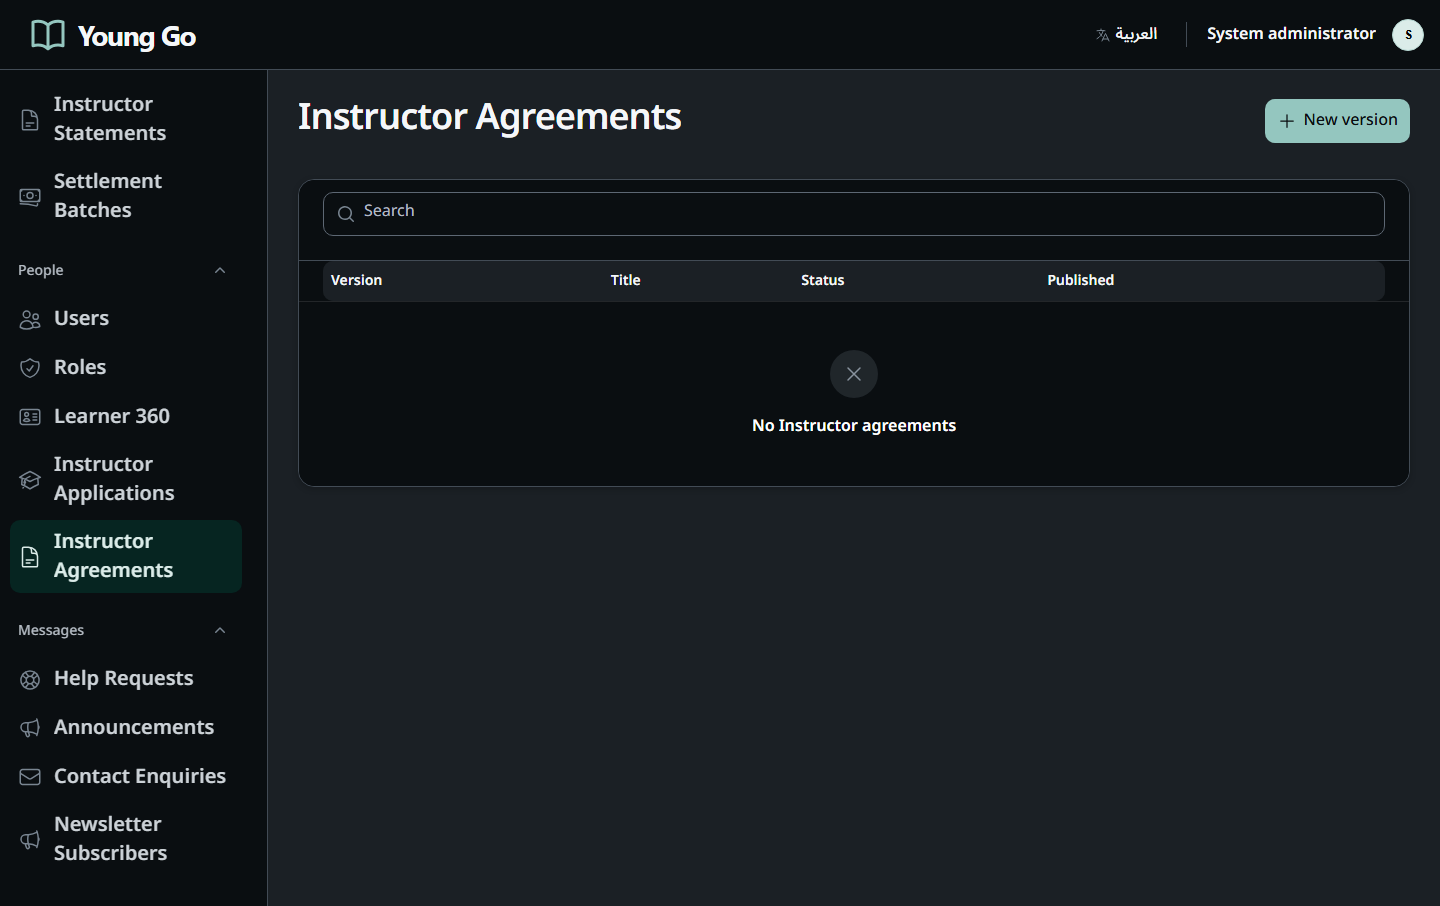 Young Go
العربية
System administrator
S
Instructor
Statements
Settlement
Batches
People
Users
Roles
Learner 360
Instructor
Applications
Instructor
Agreements
Messages
Help Requests
Announcements
Contact Enquiries
Newsletter
Subscribers
Instructor Agreements
New version
Search
Version Title Status Published
No Instructor agreements